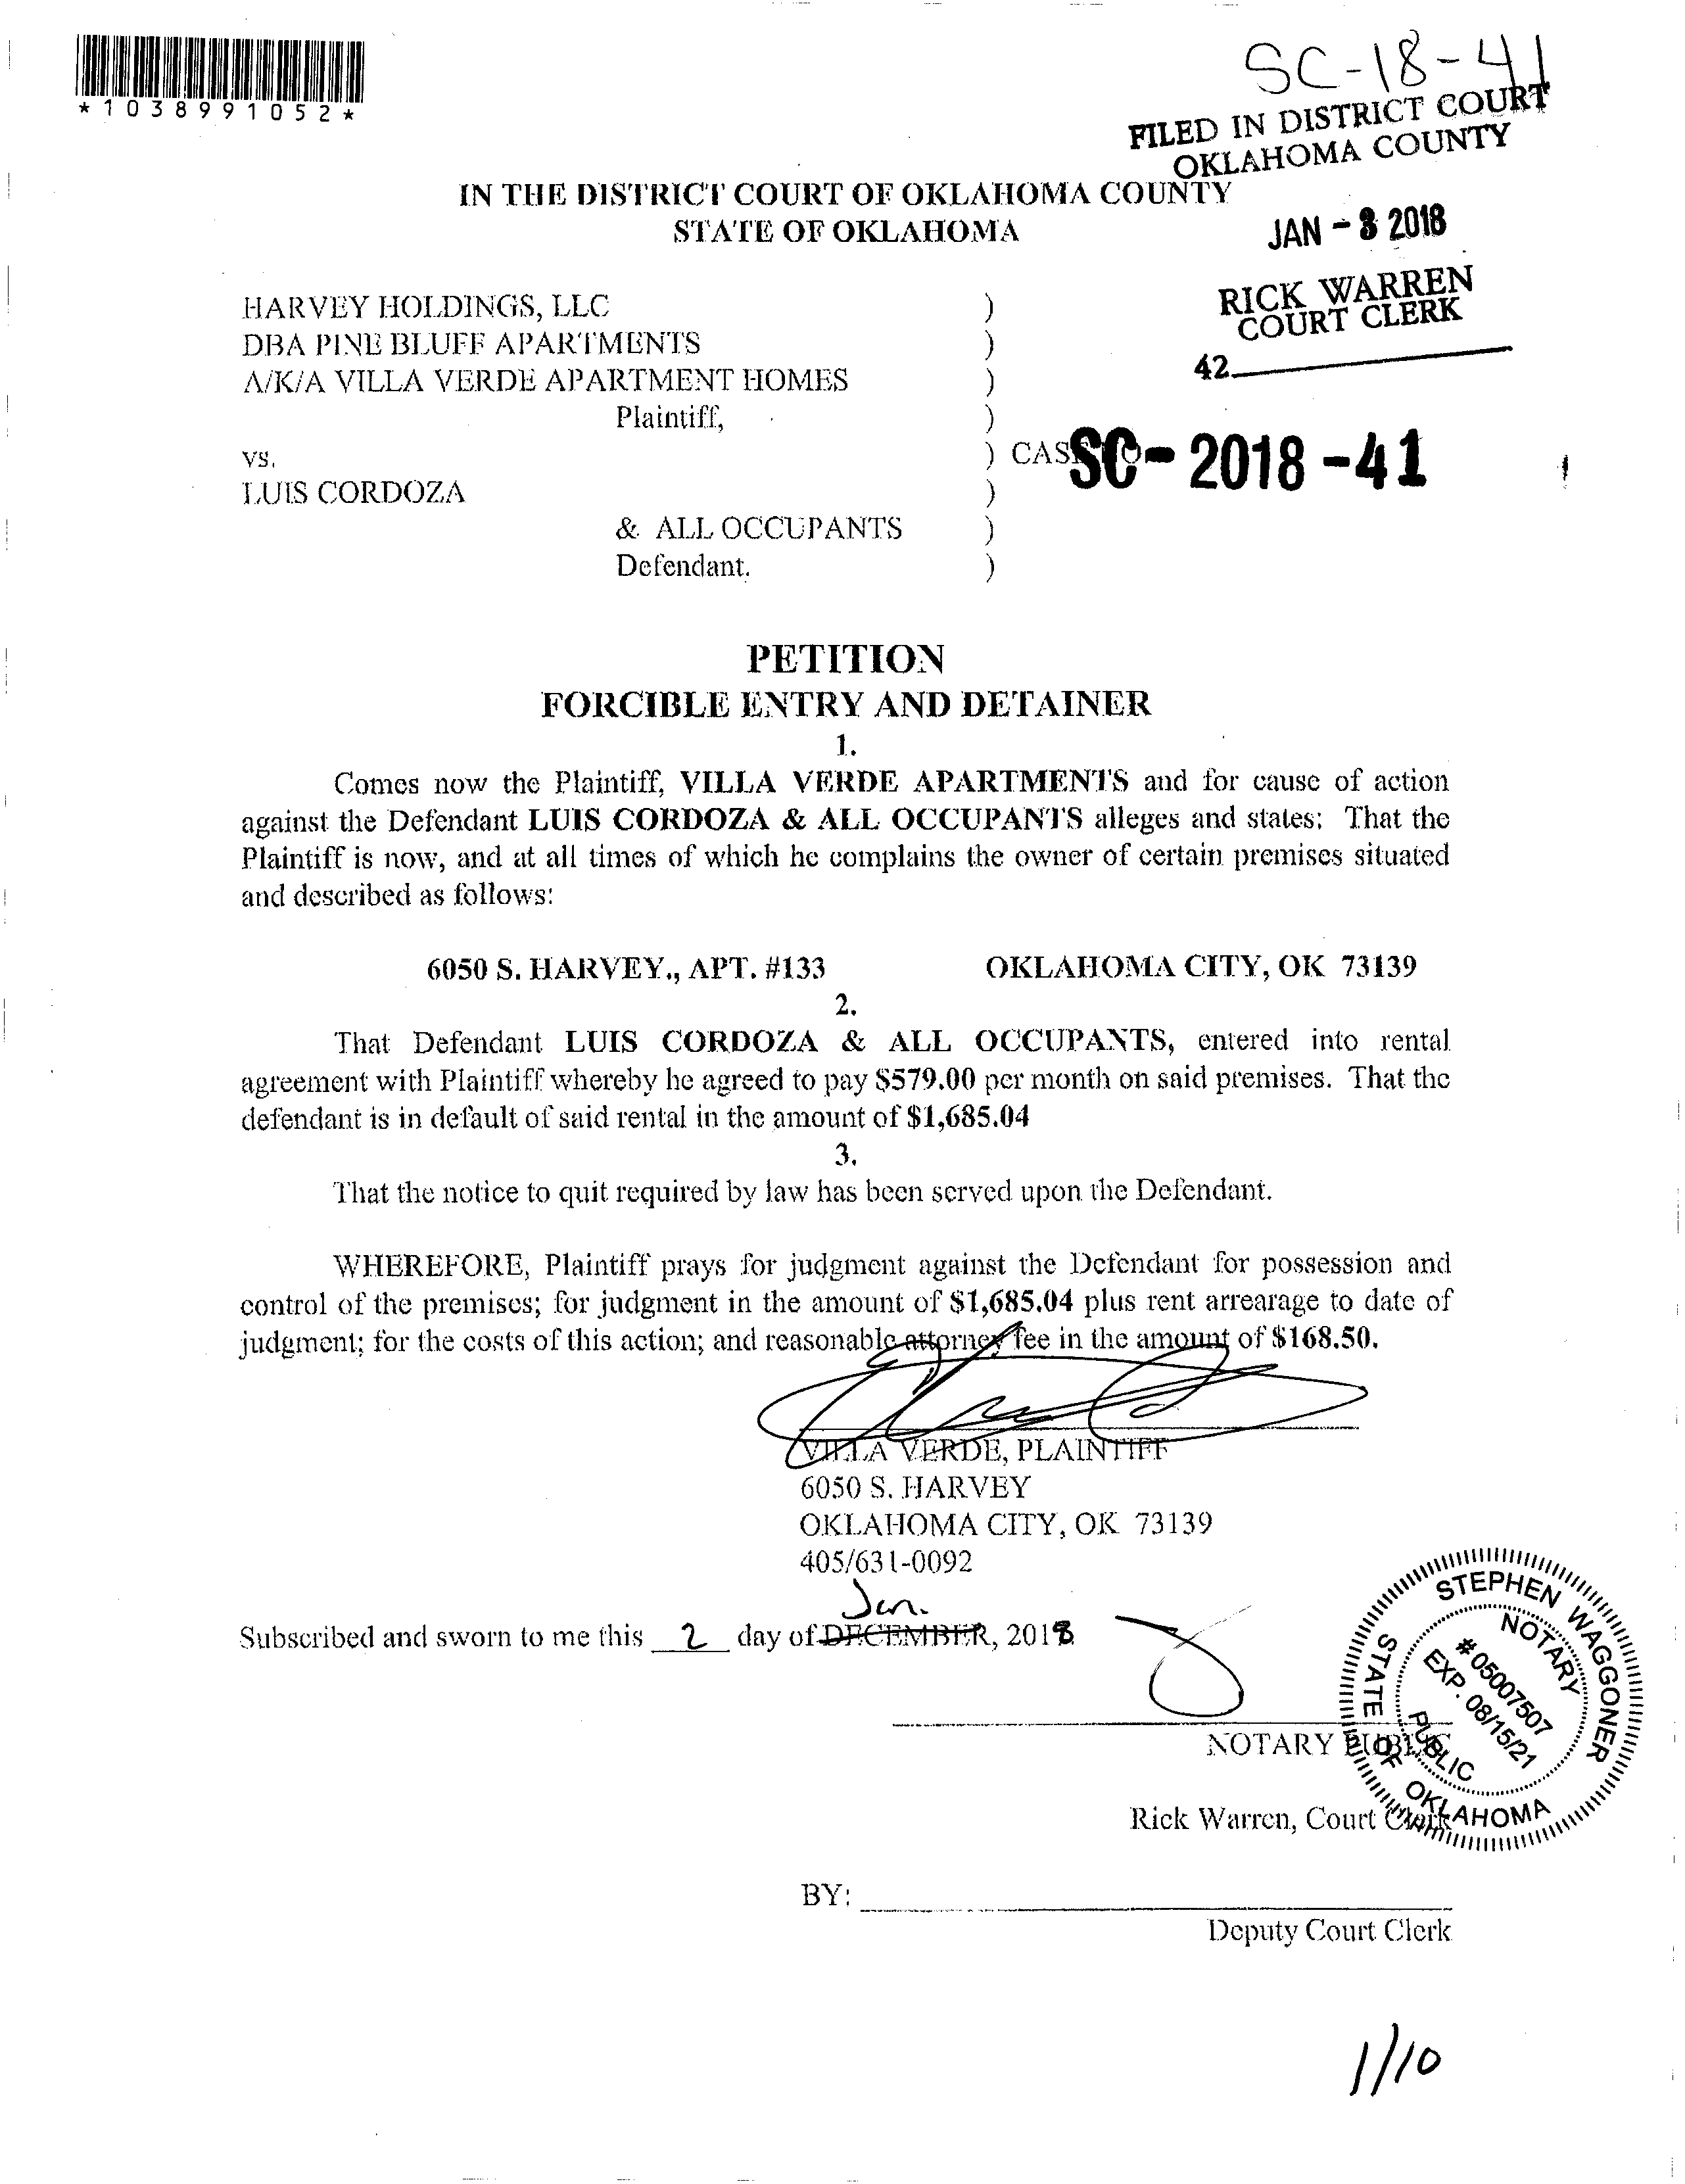 SC-18-41
*1038991052*
FILED IN DISTRICT COURT
OKLAHOMA COUNTY
IN THE DISTRICT COURT OF OKLAHOMA COUNTY
STATE OF OKLAHOMA
JAN - 3 2018
RICK WARREN
COURT CLERK
42
HARVEY HOLDINGS, LLC )
DBA PINE BLUFF APARTMENTS )
A/K/A VILLA VERDE APARTMENT HOMES )
Plaintiff, )
vs. ) CAS SC- 2018 -41
LUIS CORDOZA )
& ALL OCCUPANTS )
Defendant. )
PETITION
FORCIBLE ENTRY AND DETAINER
1.
Comes now the Plaintiff, VILLA VERDE APARTMENTS and for cause of action
against the Defendant LUIS CORDOZA & ALL OCCUPANTS alleges and states: That the
Plaintiff is now, and at all times of which he complains the owner of certain premises situated
and described as follows:
6050 S. HARVEY., APT. #133 OKLAHOMA CITY, OK 73139
2.
That Defendant LUIS CORDOZA & ALL OCCUPANTS, entered into rental
agreement with Plaintiff whereby he agreed to pay $579.00 per month on said premises. That the
defendant is in default of said rental in the amount of $1,685.04
3.
That the notice to quit required by law has been served upon the Defendant.
WHEREFORE, Plaintiff prays for judgment against the Defendant for possession and
control of the premises; for judgment in the amount of $1,685.04 plus rent arrearage to date of
judgment; for the costs of this action; and reasonable attorney fee in the amount of $168.50.
VILLA VERDE, PLAINTIFF
6050 S. HARVEY
OKLAHOMA CITY, OK 73139
405/631-0092
Jan.
Subscribed and sworn to me this 2 day of DECEMBER, 2018
NOTARY PUBLIC
STEPHEN WAGGONER
NOTARY
# 05007507
EXP. 08/15/21
PUBLIC
STATE OF OKLAHOMA
Rick Warren, Court Clerk
BY:
Deputy Court Clerk
1/10